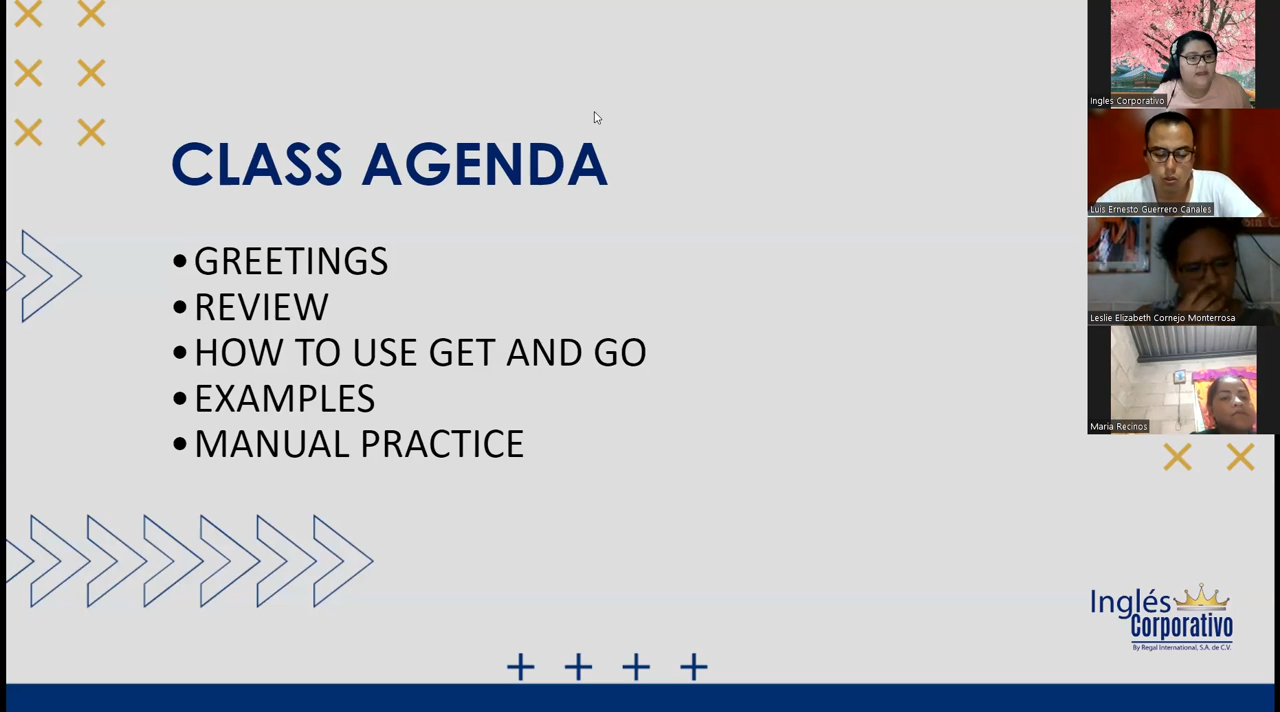 CLASS AGENDA
•GREETINGS
•REVIEW
•HOW TO USE GET AND GO
•EXAMPLES
•MANUAL PRACTICE
Ingles Corporativo
Luis Ernesto Guerrero Canales
Leslie Elizabeth Cornejo Monterrosa
Maria Recinos
Inglés
Corporativo
By Regal International, S.A. de C.V.